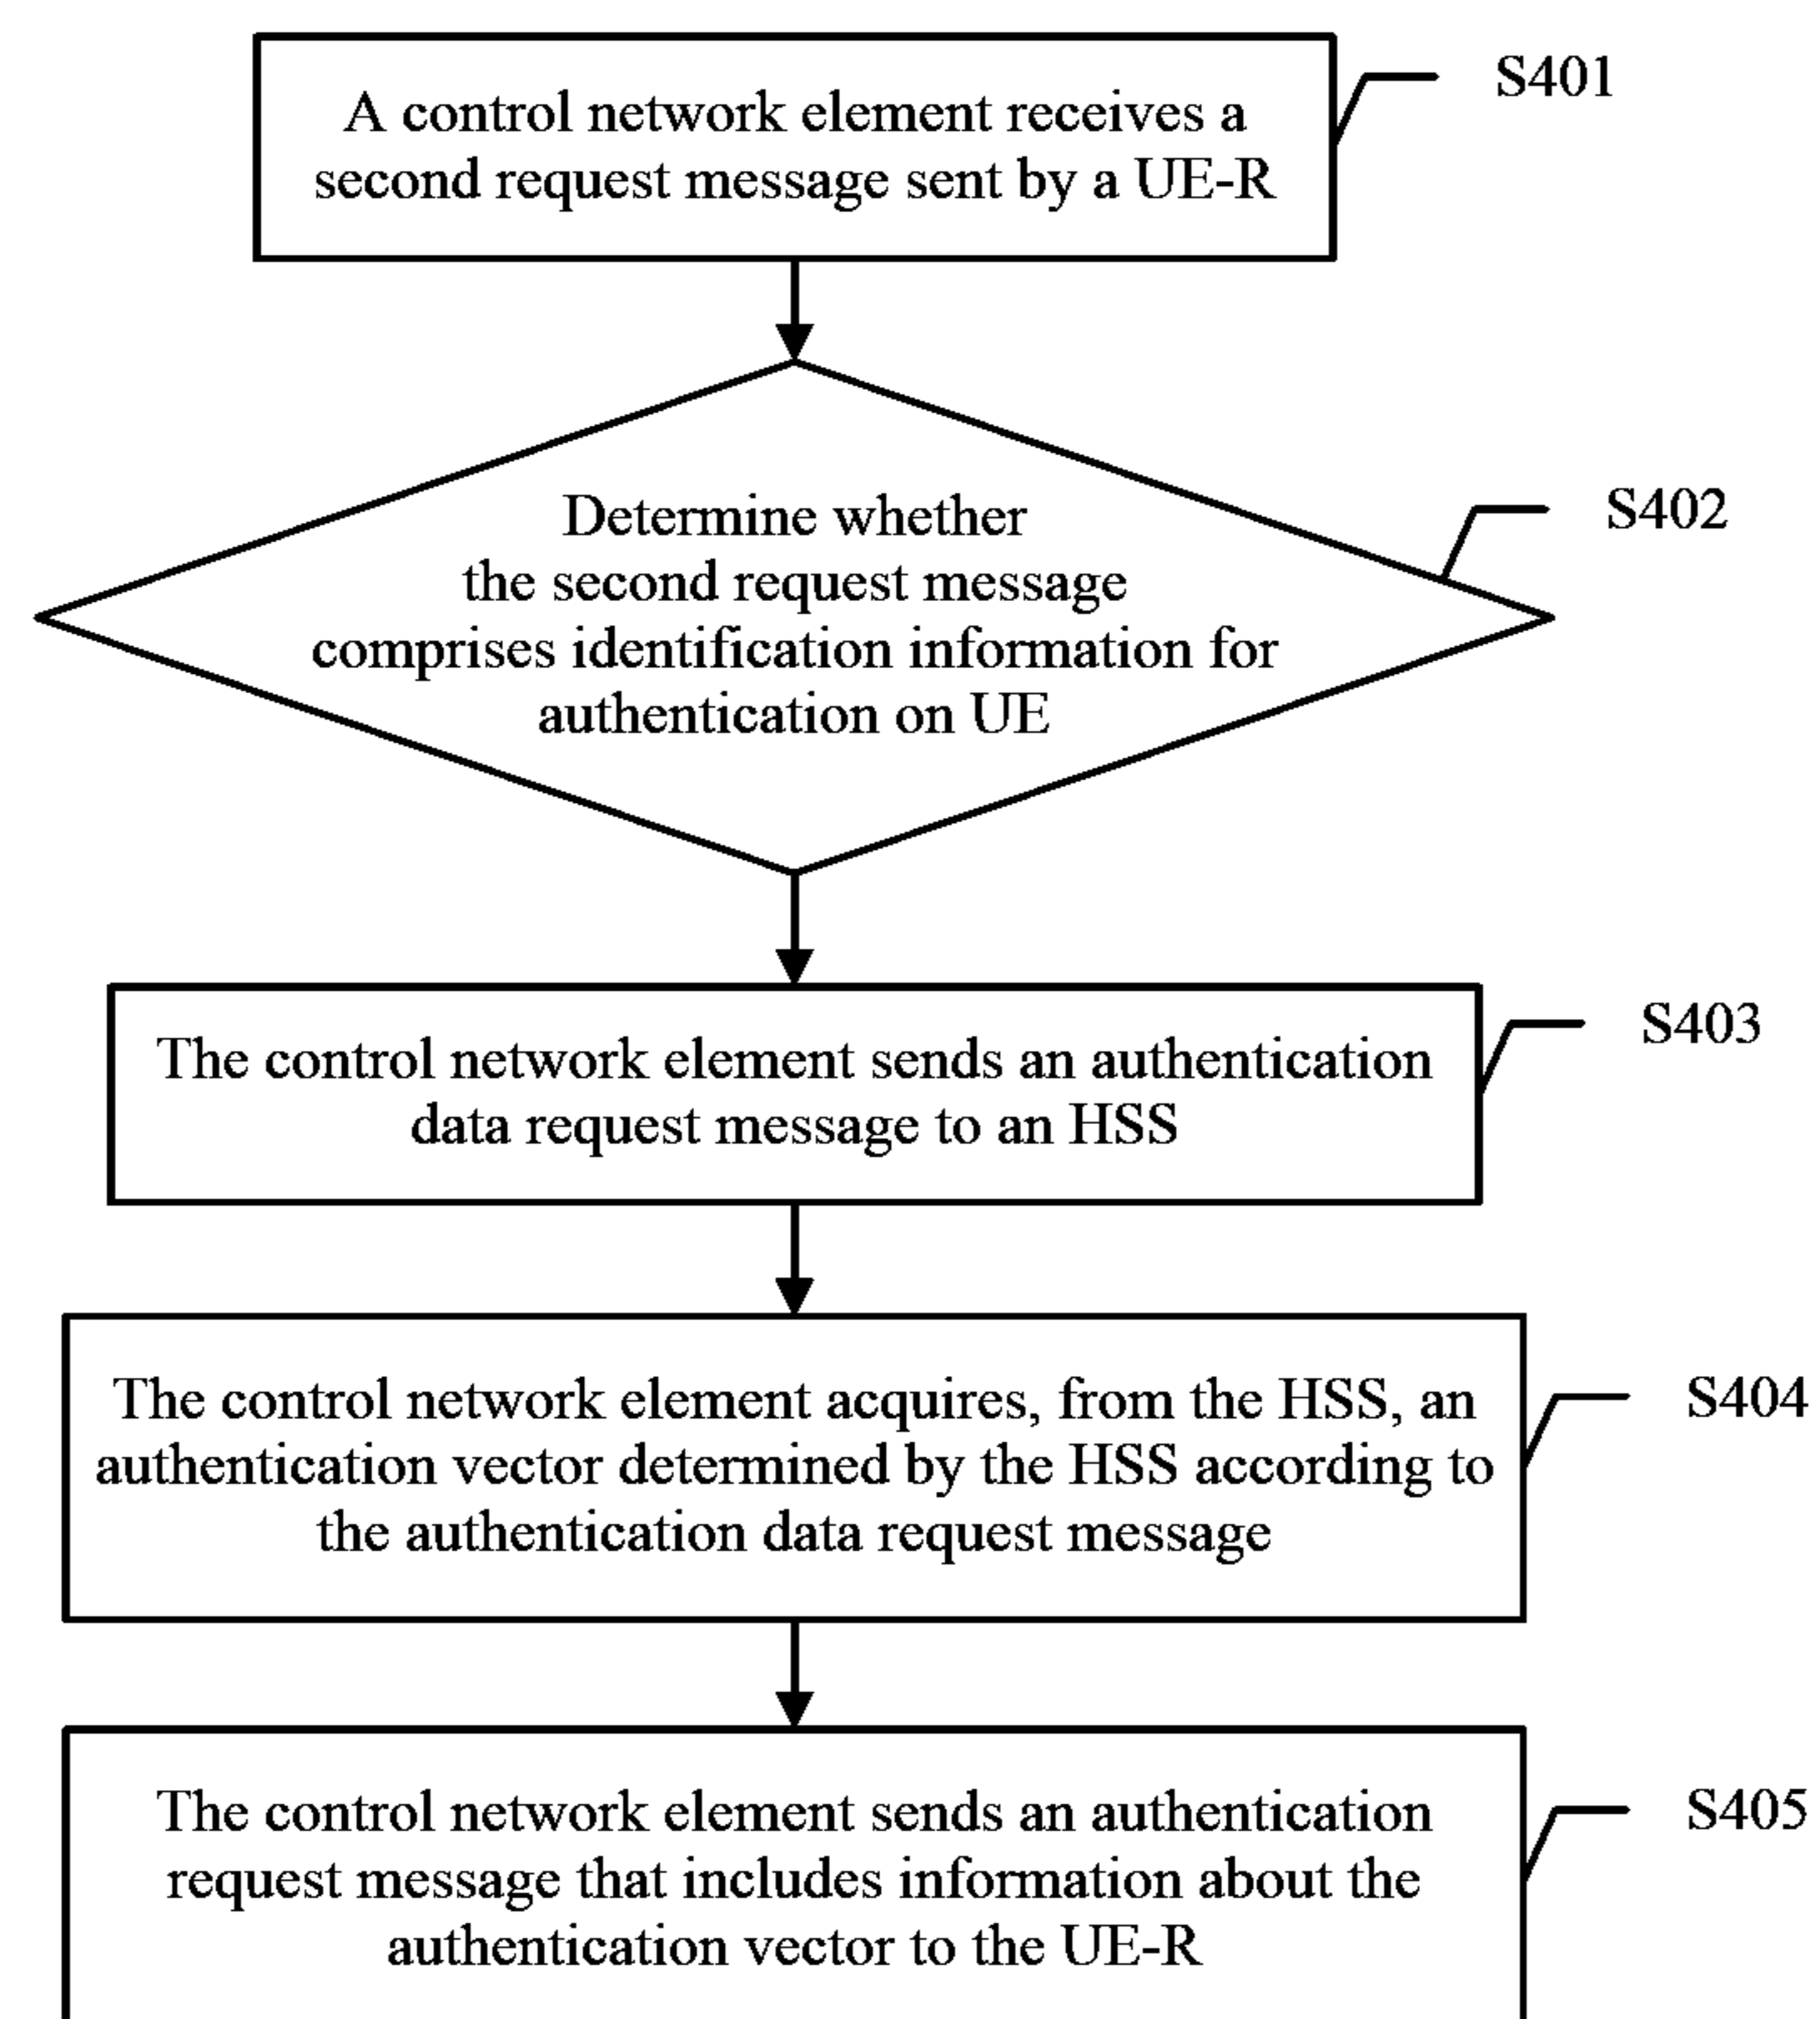 A control network element receives a
second request message sent by a UE-R
S401
Determine whether
the second request message
comprises identification information for
authentication on UE
S402
The control network element sends an authentication
data request message to an HSS
S403
The control network element acquires, from the HSS, an
authentication vector determined by the HSS according to
the authentication data request message
S404
The control network element sends an authentication
request message that includes information about the
authentication vector to the UE-R
S405